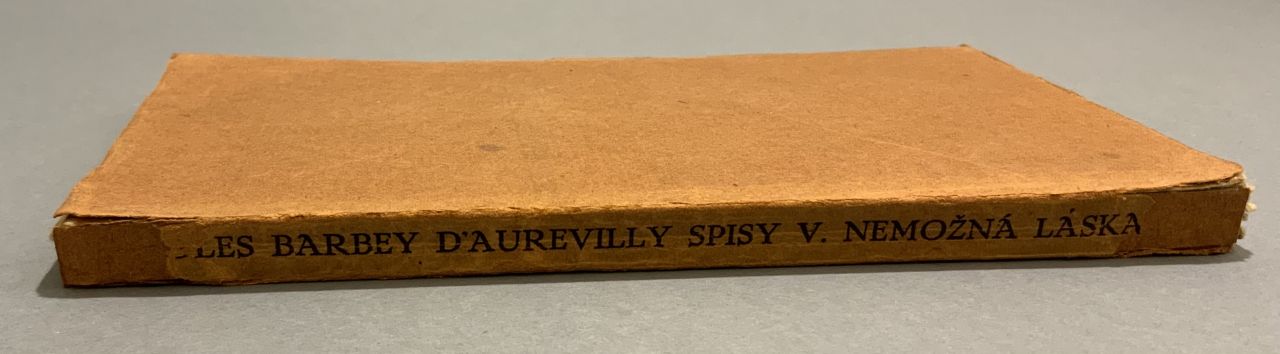 LES BARBEY D'AUREVILLY SPISY V. NEMOŽNÁ LÁSKA